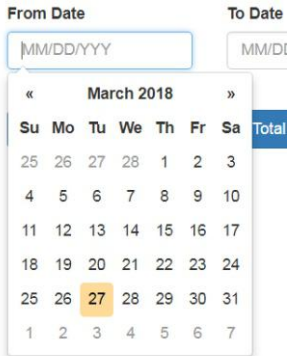 From Date To Date
MM/DD/YYY MM/DD
« March 2018 »
Su Mo Tu We Th Fr Sa Total
25 26 27 28 1 2 3
4 5 6 7 8 9 10
11 12 13 14 15 16 17
18 19 20 21 22 23 24
25 26 27 28 29 30 31
1 2 3 4 5 6 7